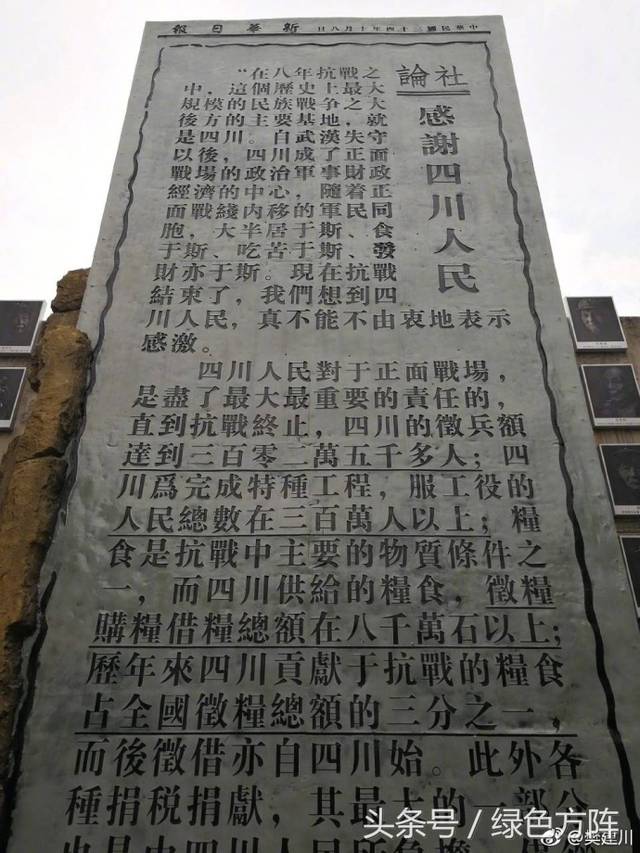 中華民國三十四年十月八日 新華日報
社論
感謝四川人民
“在八年抗戰之
中，這個歷史上最大
規模的民族戰争之大
後方的主要基地，就
是四川。自武漢失守
以後，四川成了正面
戰場的政治軍事財政
經濟的中心，隨着正
面戰綫内移的軍民同
胞，大半居于斯、食
于斯、吃苦于斯、發
財亦于斯。現在抗戰
結束了，我們想到四
川人民，真不能不由衷地表示
感激。
四川人民對于正面戰場，
是盡了最大最重要的責任的，
直到抗戰終止，四川的徵兵額
達到三百零二萬五千多人；四
川爲完成特種工程，服工役的
人民總數在三百萬人以上；糧
食是抗戰中主要的物質條件之
一，而四川供給的糧食，徵糧
購糧借糧總額在八千萬石以上；
歷年來四川貢獻于抗戰的糧食
占全國徵糧總額的三分之一，
而後徵借亦自四川始。此外各
種捐税捐獻，其最大的一部分
头条号/绿色方阵
@樊建川